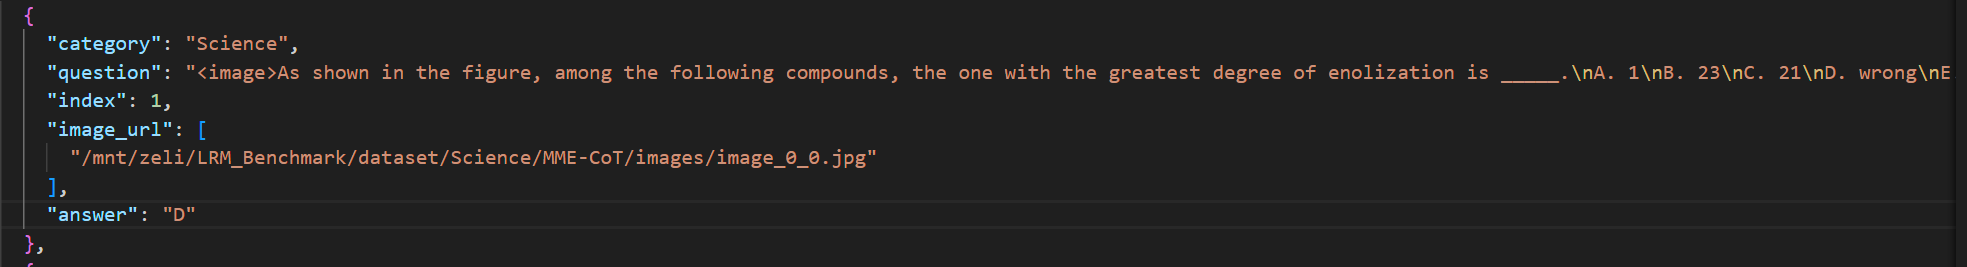 {
"category": "Science",
"question": "<image>As shown in the figure, among the following compounds, the one with the greatest degree of enolization is _____.\nA. 1\nB. 23\nC. 21\nD. wrong\nE
"index": 1,
"image_url": [
"/mnt/zeli/LRM_Benchmark/dataset/Science/MME-CoT/images/image_0_0.jpg"
],
"answer": "D"
},